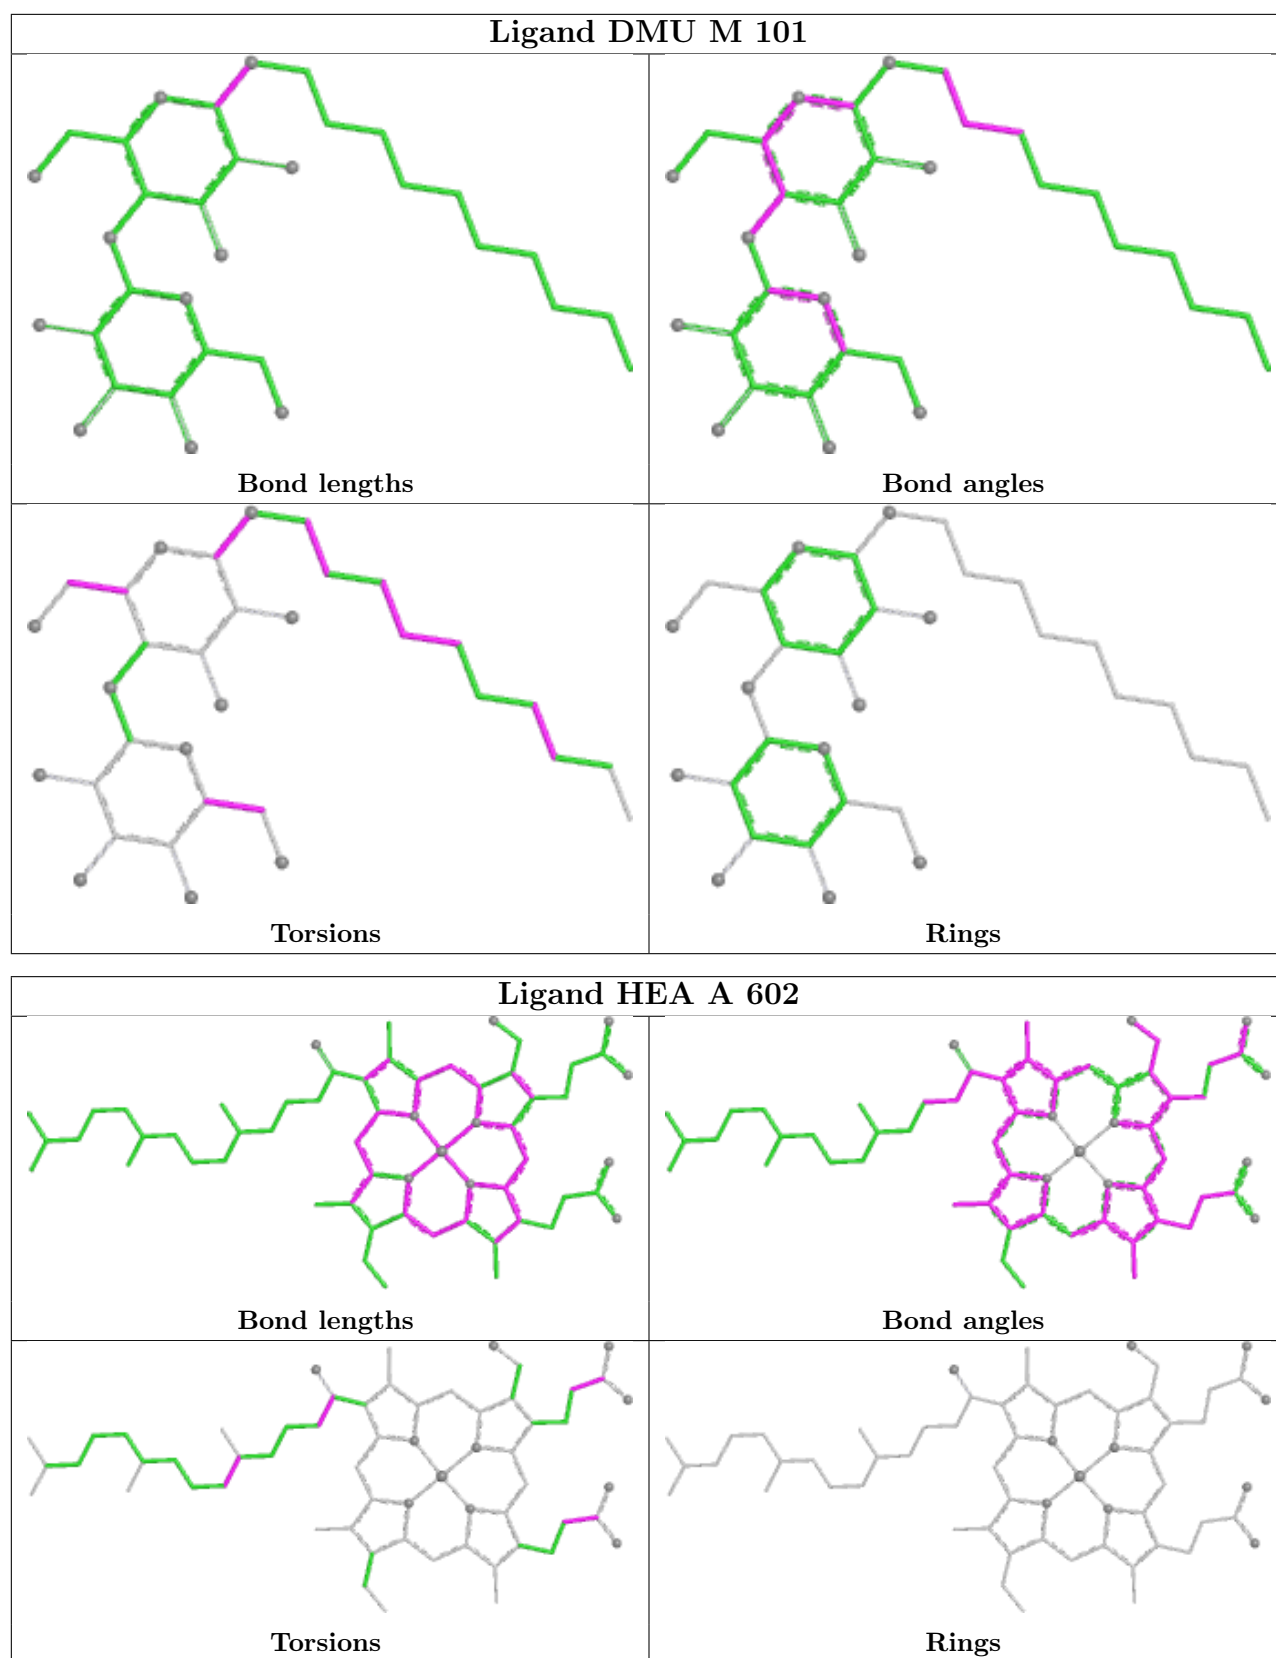 Ligand DMU M 101
Bond lengths
Bond angles
Torsions
Rings
Ligand HEA A 602
Bond lengths
Bond angles
Torsions
Rings